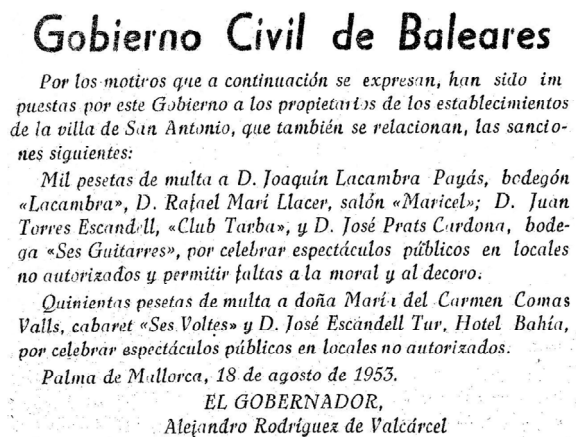 Gobierno Civil de Baleares
Por los motiros que a continuación se expresan, han sido im
puestas por este Gobierno a los propietarios de los establecimientos
de la villa de San Antonio, que también se relacionan, las sancio-
nes siguientes:
Mil pesetas de multa a D. Joaquín Lacambra Payás, bodegón
«Lacambra», D. Rafael Marí Llacer, salón «Maricel»; D. Juan
Torres Escandell, «Club Tarba», y D. José Prats Cardona, bode-
ga «Ses Guitarres», por celebrar espectáculos públicos en locales
no autorizados y permitir faltas a la moral y al decoro.
Quinientas pesetas de multa a doña María del Carmen Comas
Valls, cabaret «Ses Voltes» y D. José Escandell Tur, Hotel Bahía,
por celebrar espectáculos públicos en locales no autorizados.
Palma de Mallorca, 18 de agosto de 1953.
EL GOBERNADOR,
Alejandro Rodríguez de Valcárcel